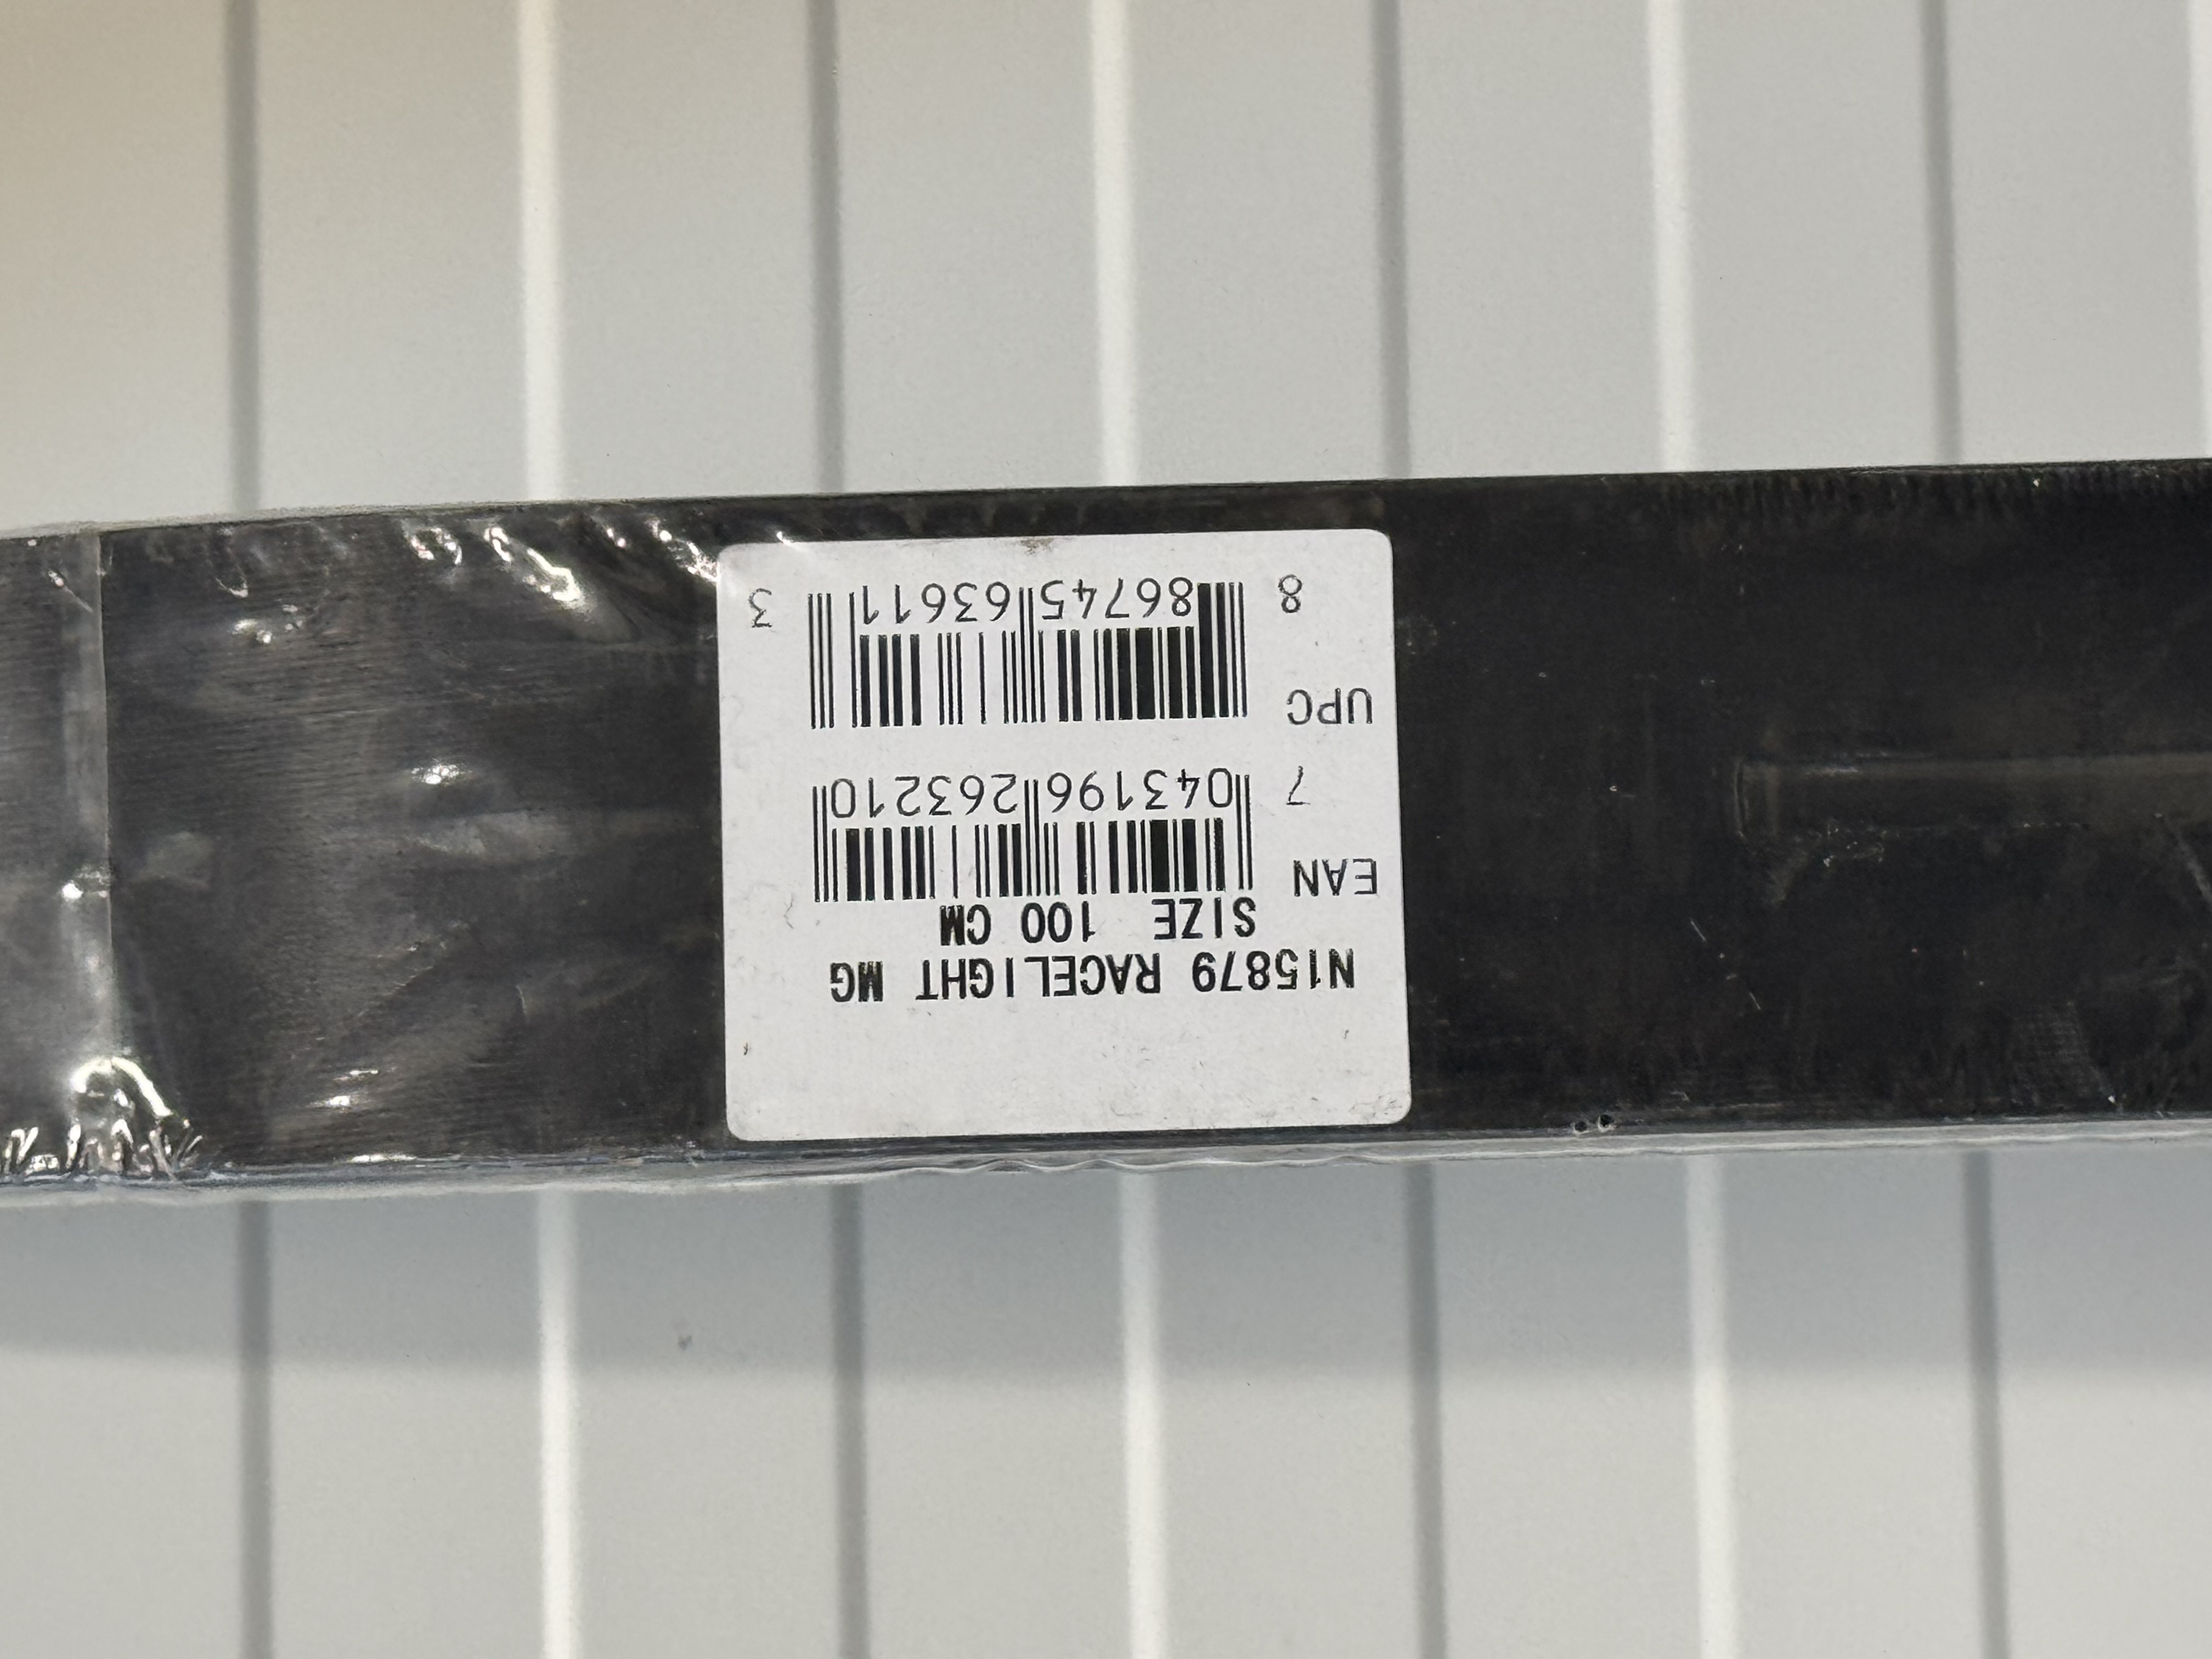 N15879 RACELIGHT MG
SIZE 100 CM
EAN
7 043196 263210
UPC
8 86745 63611 3